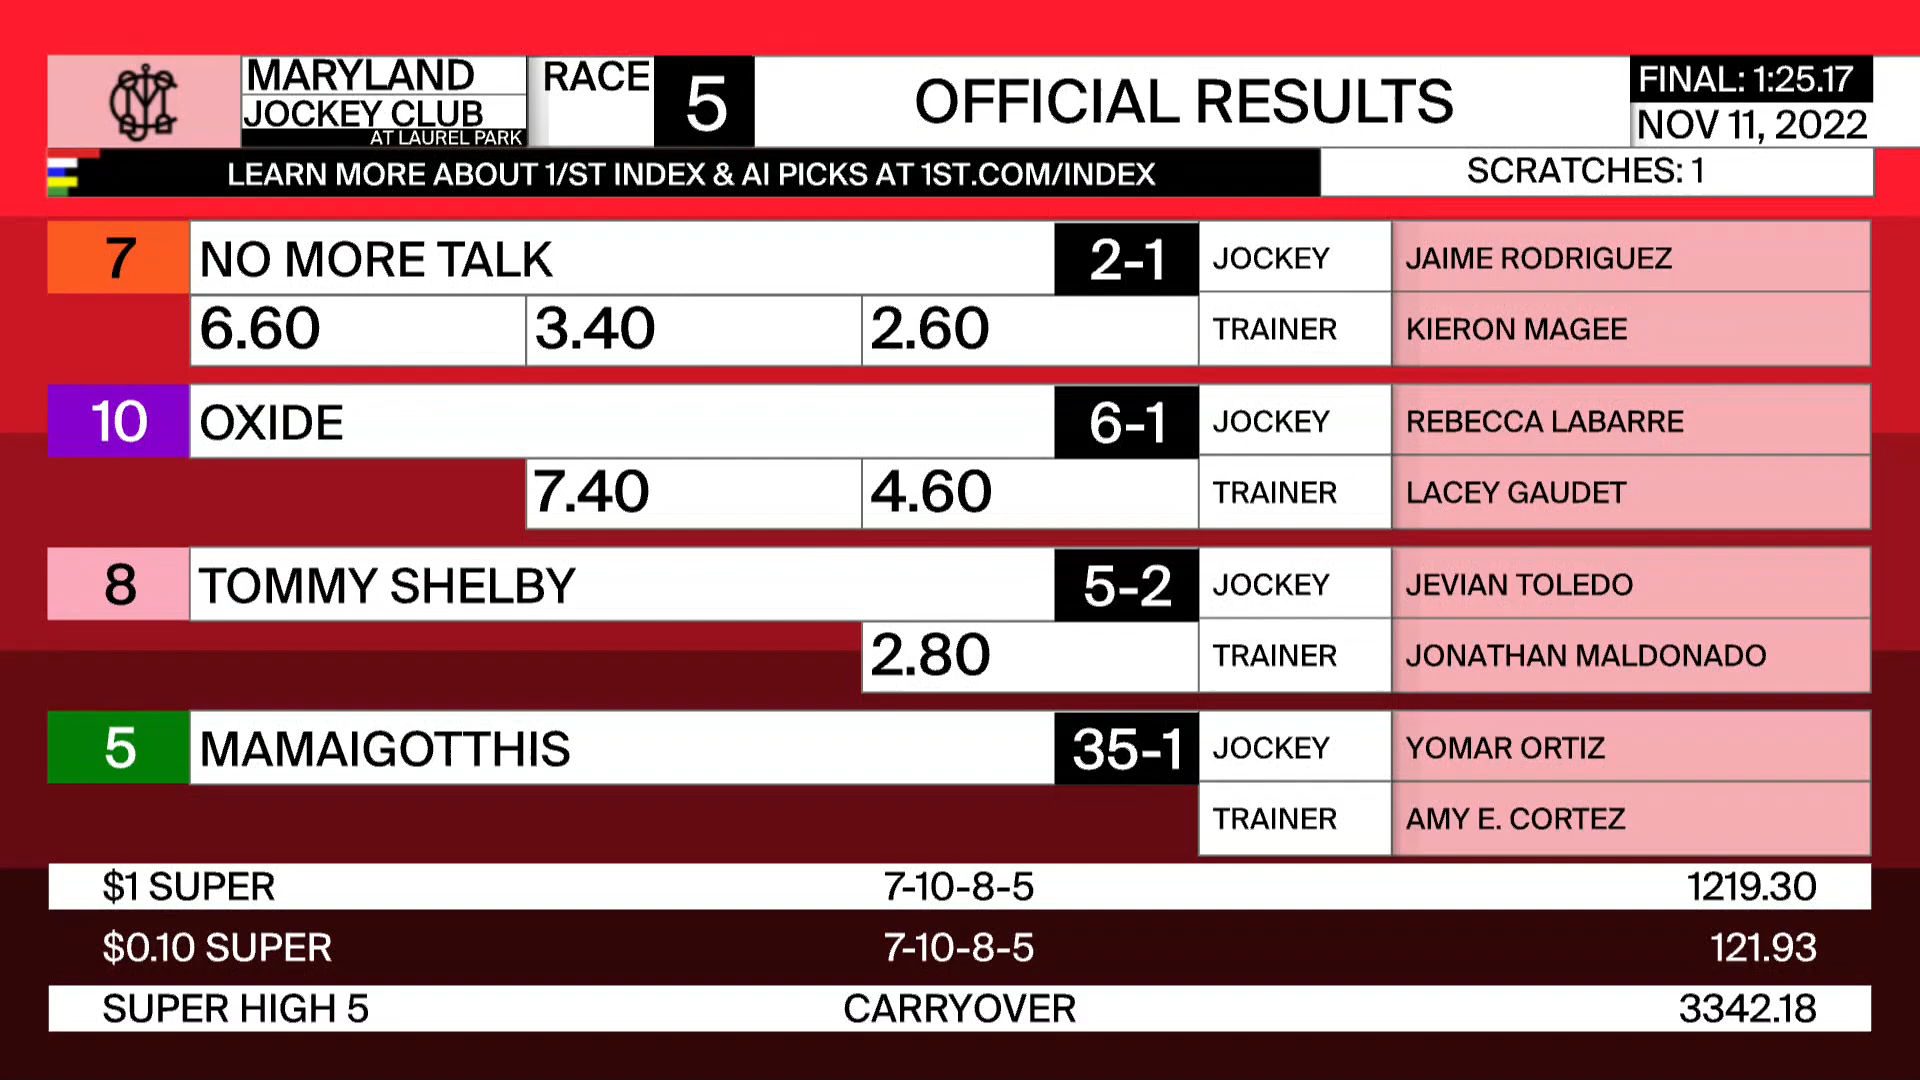 MARYLAND
JOCKEY CLUB
AT LAUREL PARK
RACE 5
OFFICIAL RESULTS
FINAL: 1:25.17
NOV 11, 2022
LEARN MORE ABOUT 1/ST INDEX & AI PICKS AT 1ST.COM/INDEX
SCRATCHES: 1
7 NO MORE TALK 2-1 JOCKEY JAIME RODRIGUEZ
6.60 3.40 2.60 TRAINER KIERON MAGEE
10 OXIDE 6-1 JOCKEY REBECCA LABARRE
7.40 4.60 TRAINER LACEY GAUDET
8 TOMMY SHELBY 5-2 JOCKEY JEVIAN TOLEDO
2.80 TRAINER JONATHAN MALDONADO
5 MAMAIGOTTHIS 35-1 JOCKEY YOMAR ORTIZ
TRAINER AMY E. CORTEZ
$1 SUPER 7-10-8-5 1219.30
$0.10 SUPER 7-10-8-5 121.93
SUPER HIGH 5 CARRYOVER 3342.18